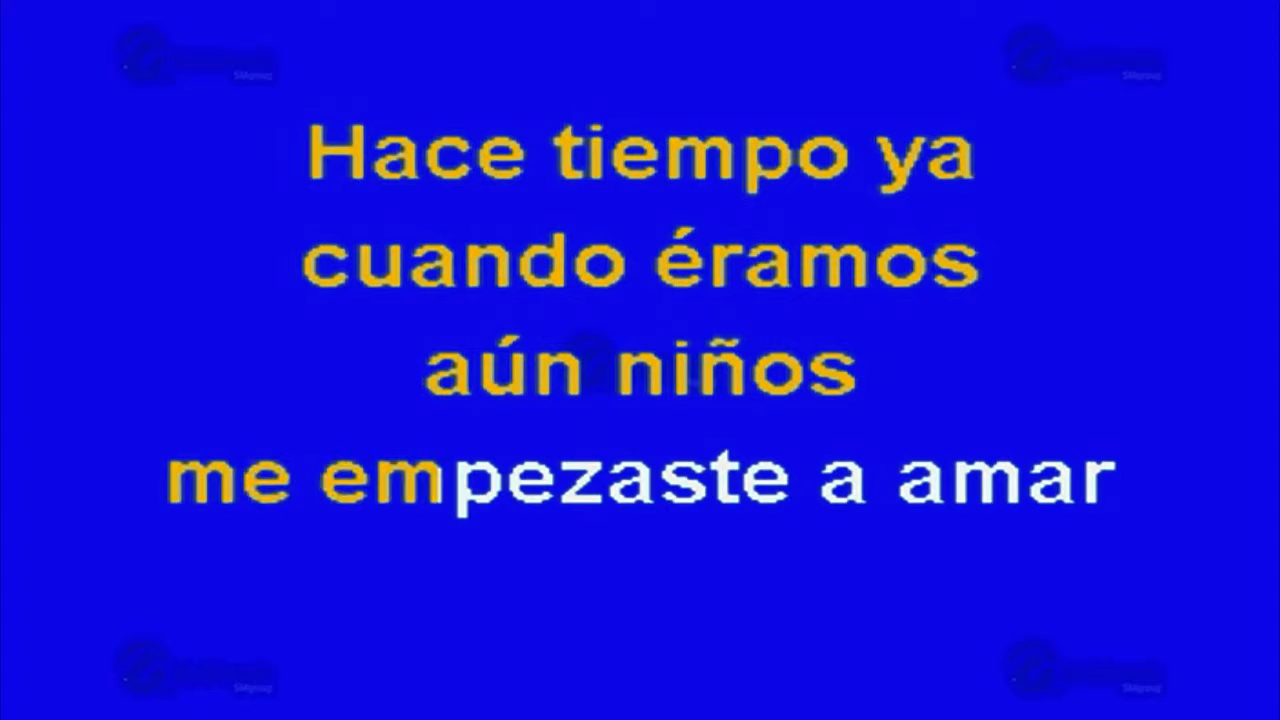 Hace tiempo ya
cuando éramos
aún niños
me empezaste a amar